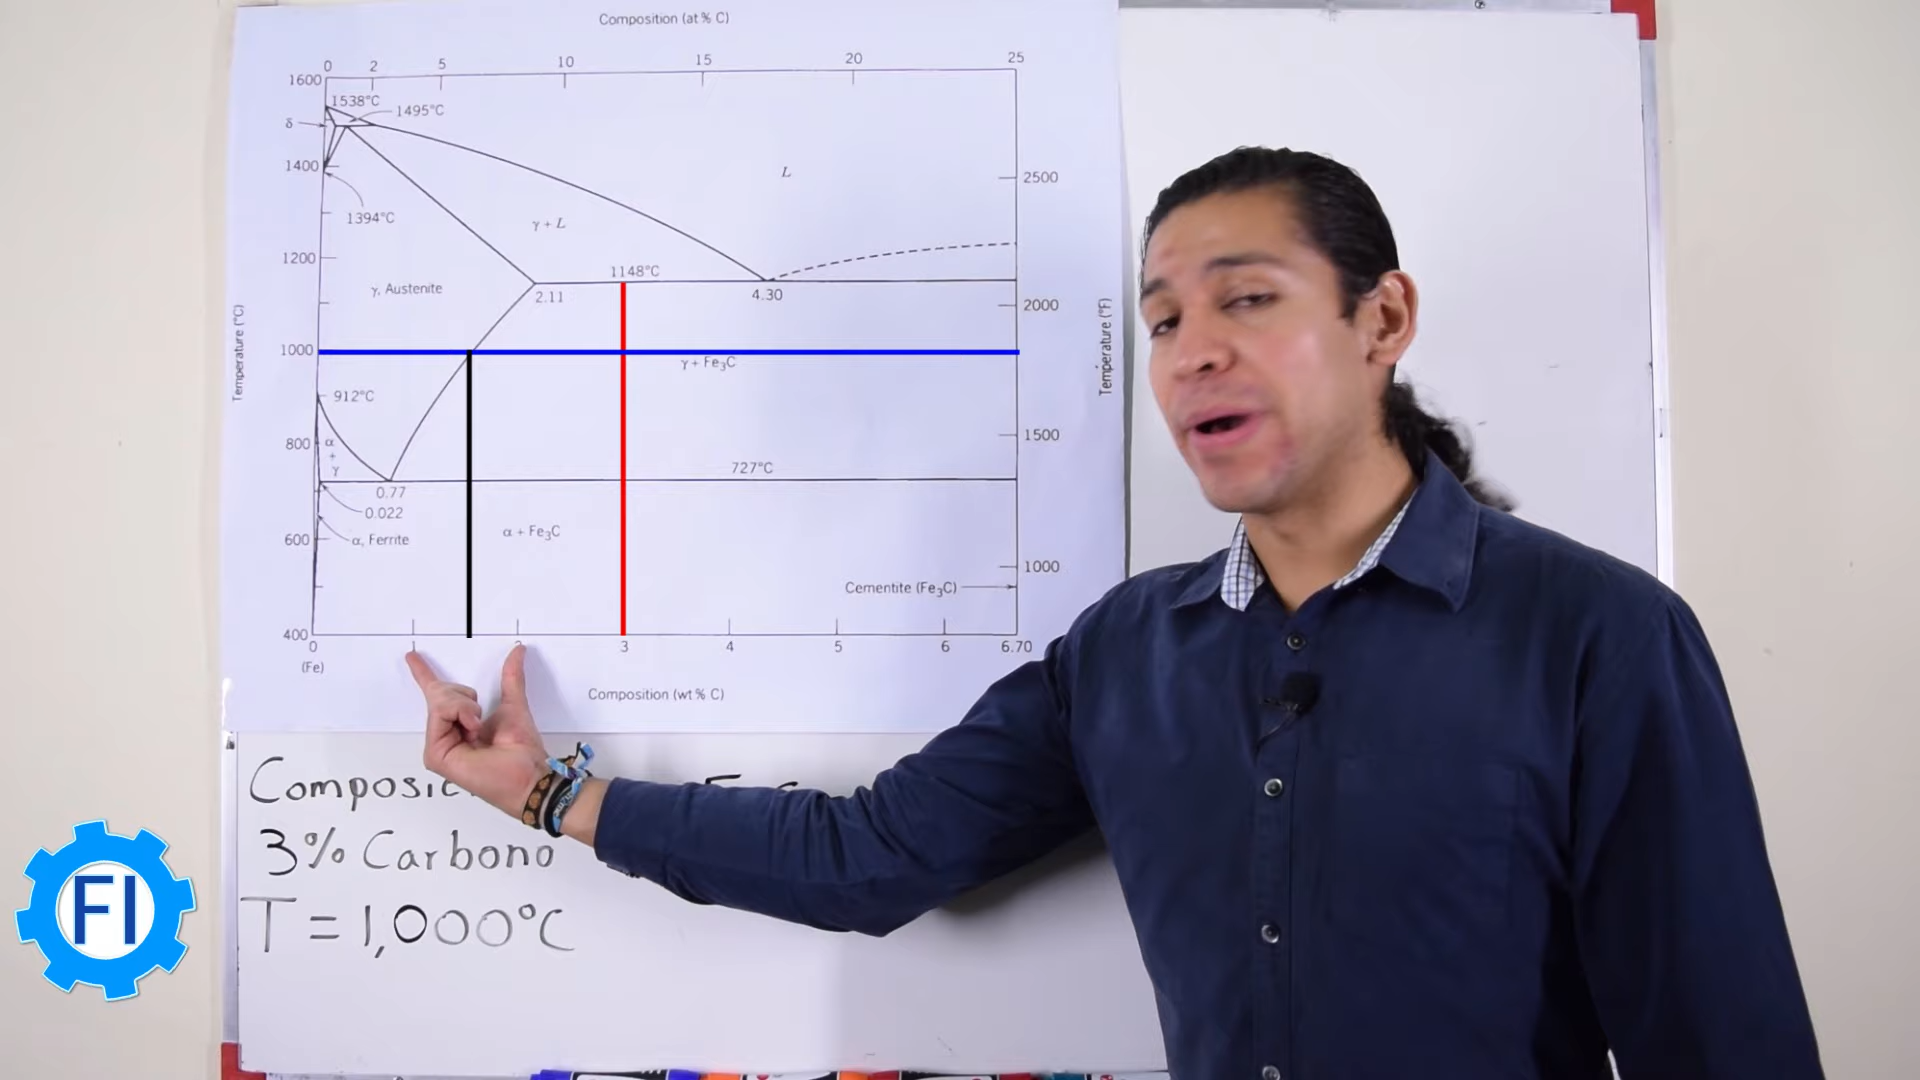 Composition (at % C)
0 2 5 10 15 20 25
1600
1538°C
1495°C
δ
L
1400
2500
1394°C
γ + L
1200
1148°C
γ, Austenite
2.11
4.30
2000
Temperature (°C)
Temperature (°F)
1000
γ + Fe₃C
912°C
800
α
+
γ
1500
727°C
0.77
0.022
α + Fe₃C
600
α, Ferrite
1000
Cementite (Fe₃C)
400
0 1 2 3 4 5 6 6.70
(Fe)
Composition (wt % C)
3% Carbono
T = 1,000°C
FI